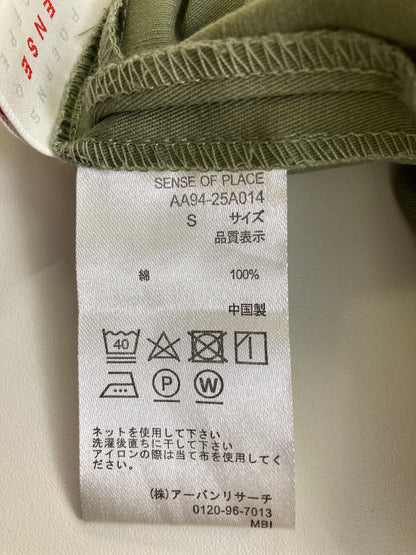 SENSE
SENSE OF PLACE
AA94-25A014
S サイズ
品質表示
綿 100%
中国製
40
P W
ネットを使用して下さい
洗濯後直ちに干して下さい
アイロンの際は当て布を使用してくだ
さい。
(株)アーバンリサーチ
0120-96-7013
MBI